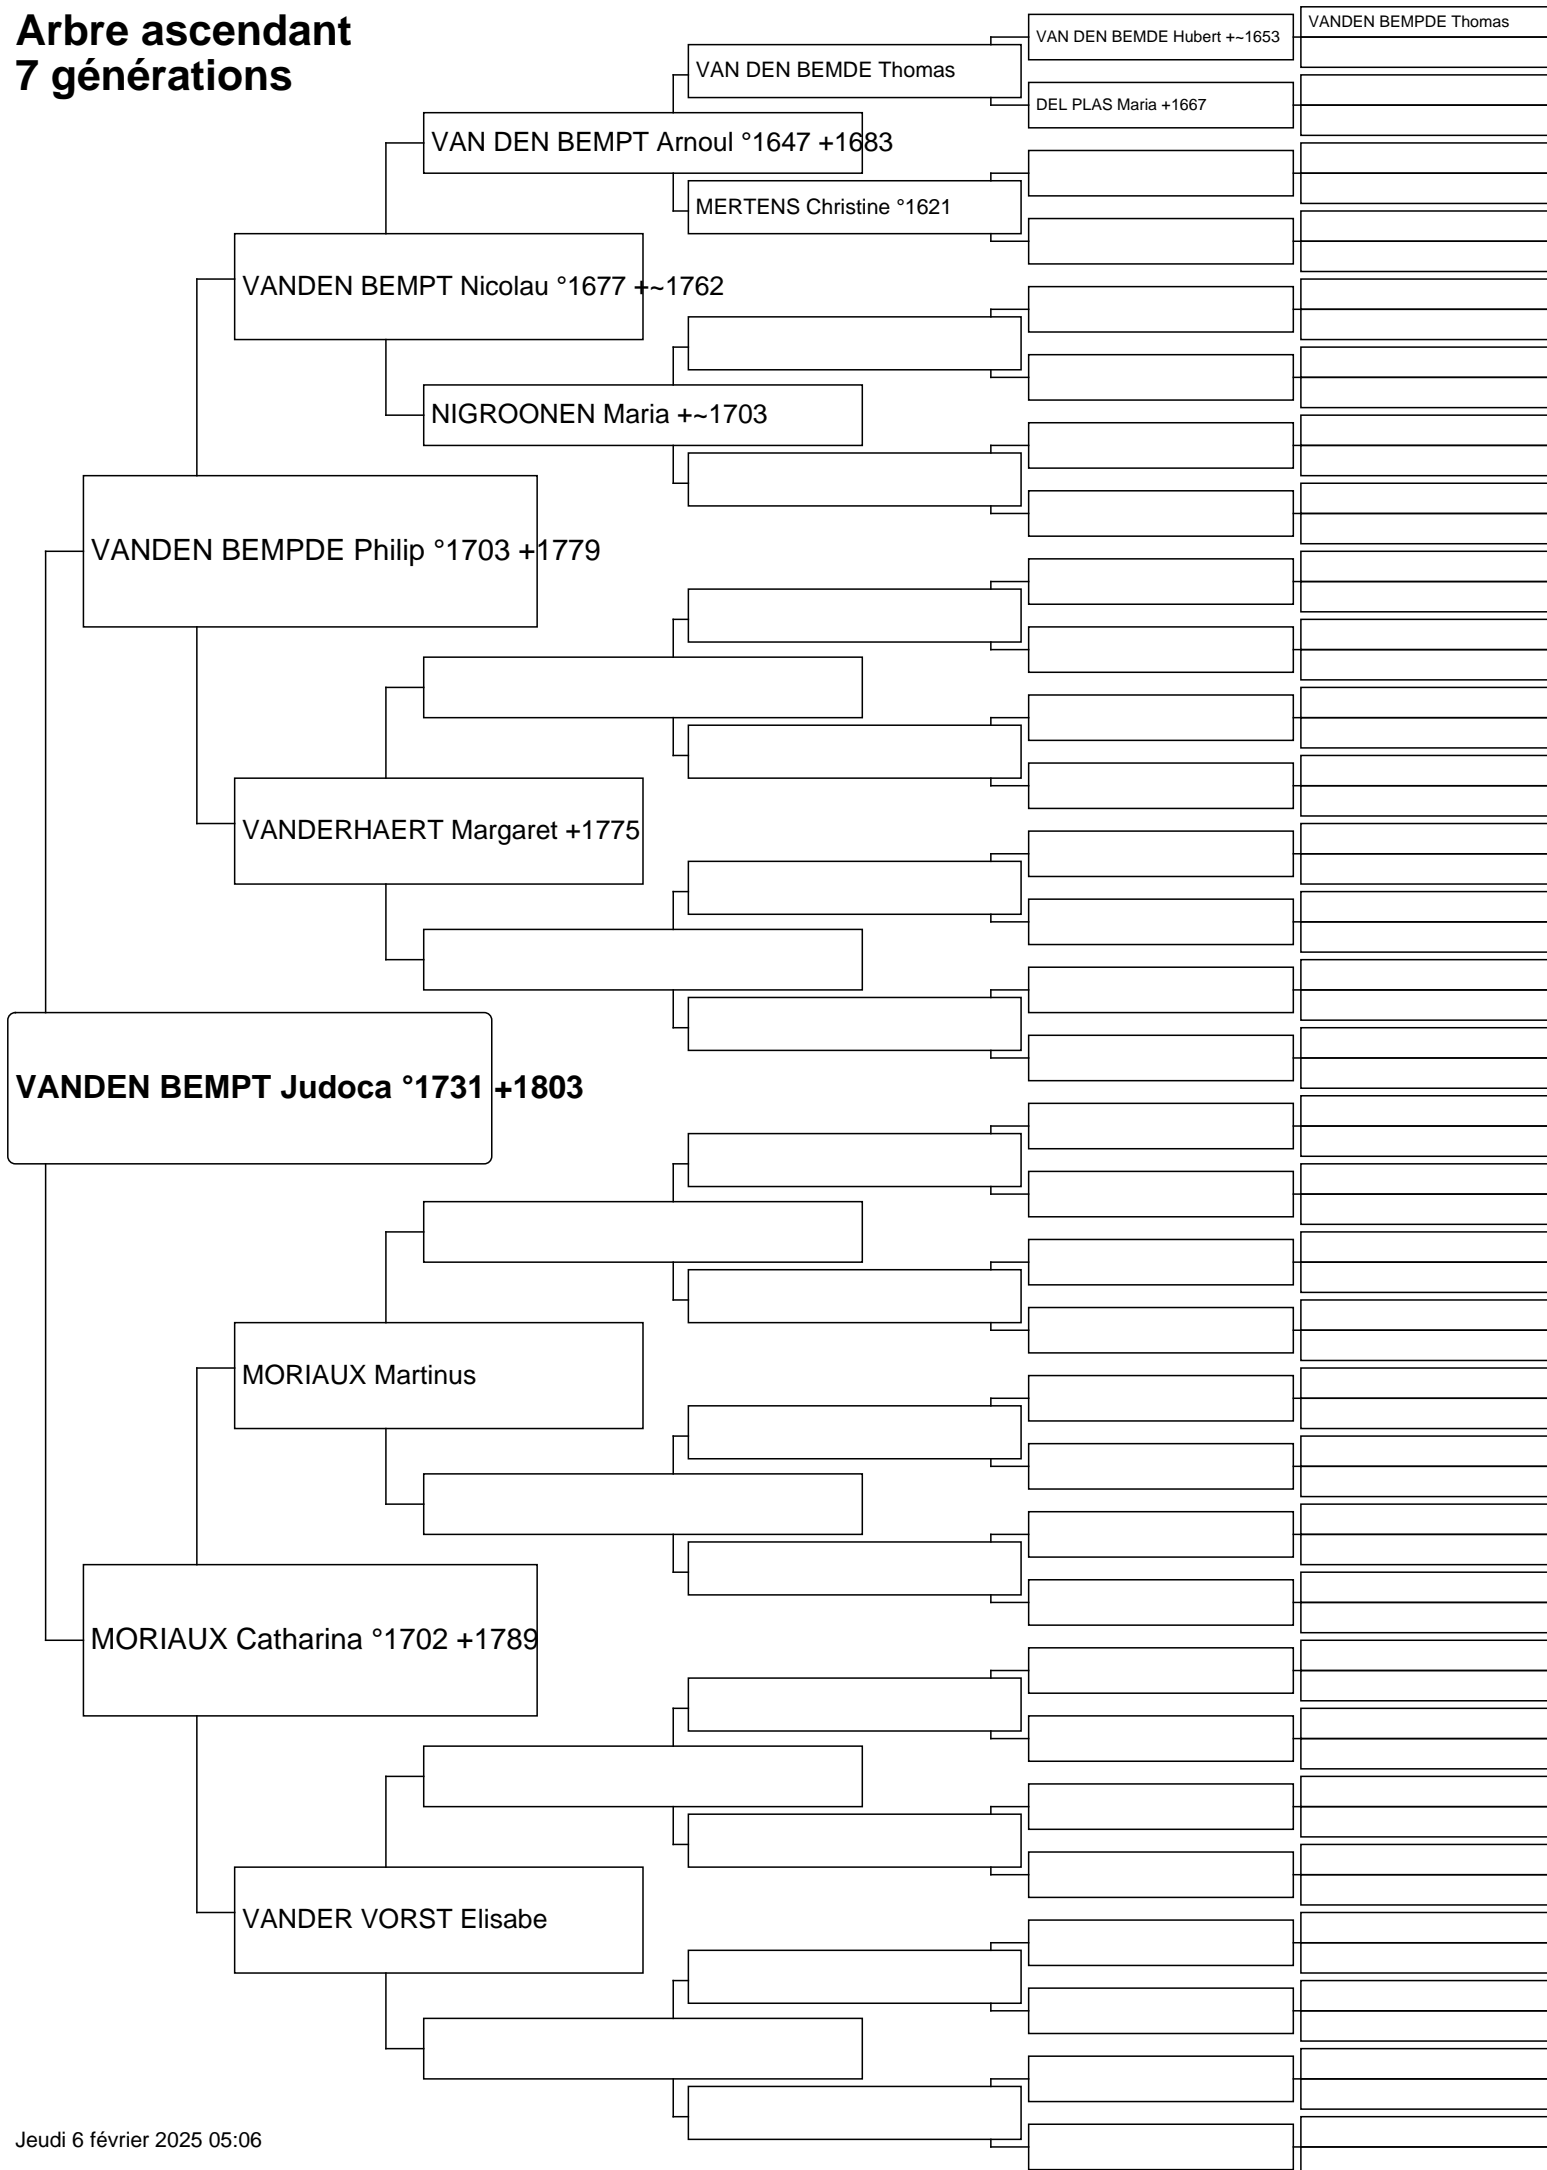 Arbre ascendant
7 générations
VANDEN BEMPDE Thomas
VAN DEN BEMDE Hubert +~1653
VAN DEN BEMDE Thomas
DEL PLAS Maria +1667
VAN DEN BEMPT Arnoul °1647 +1683
MERTENS Christine °1621
VANDEN BEMPT Nicolau °1677 +~1762
NIGROONEN Maria +~1703
VANDEN BEMPDE Philip °1703 +1779
VANDERHAERT Margaret +1775
VANDEN BEMPT Judoca °1731 +1803
MORIAUX Martinus
MORIAUX Catharina °1702 +1789
VANDER VORST Elisabe
Jeudi 6 février 2025 05:06